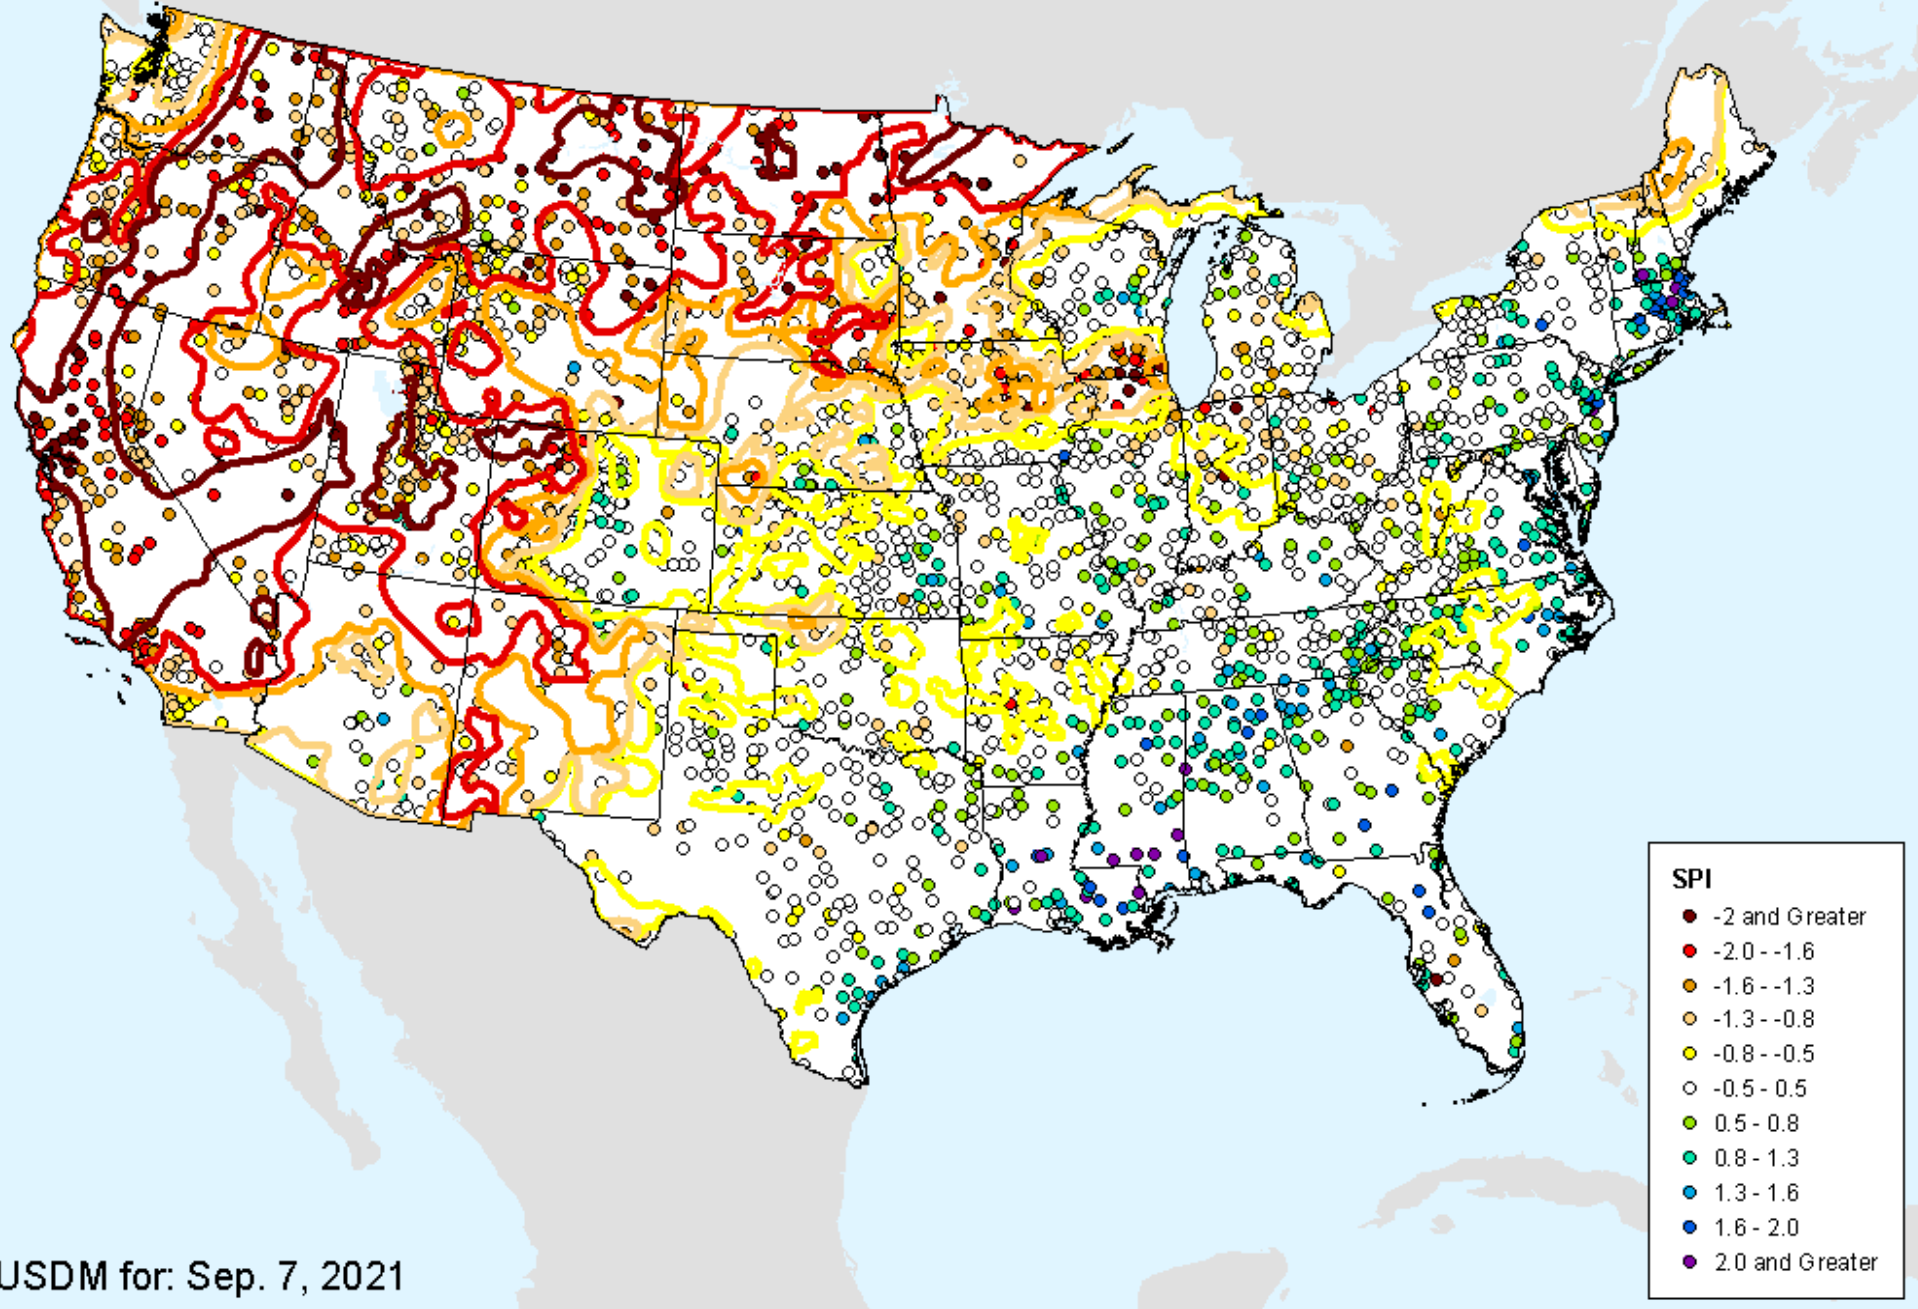 SPI
-2 and Greater
-2.0 - -1.6
-1.6 - -1.3
-1.3 - -0.8
-0.8 - -0.5
-0.5 - 0.5
0.5 - 0.8
0.8 - 1.3
1.3 - 1.6
1.6 - 2.0
2.0 and Greater
USDM for: Sep. 7, 2021